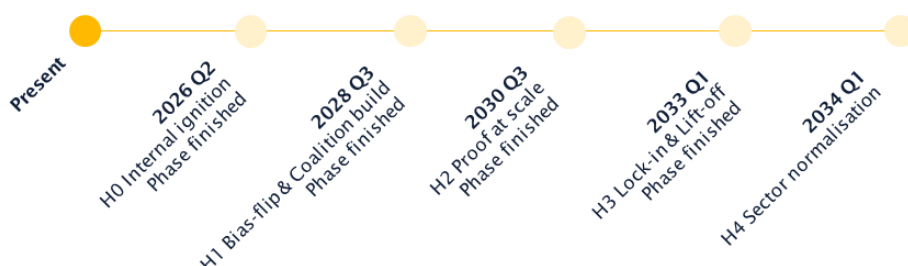 Present
2026 Q2
H0 Internal ignition
Phase finished
2028 Q3
H1 Bias-flip & Coalition build
Phase finished
2030 Q3
H2 Proof at scale
Phase finished
2033 Q1
H3 Lock-in & Lift-off
Phase finished
2034 Q1
H4 Sector normalisation